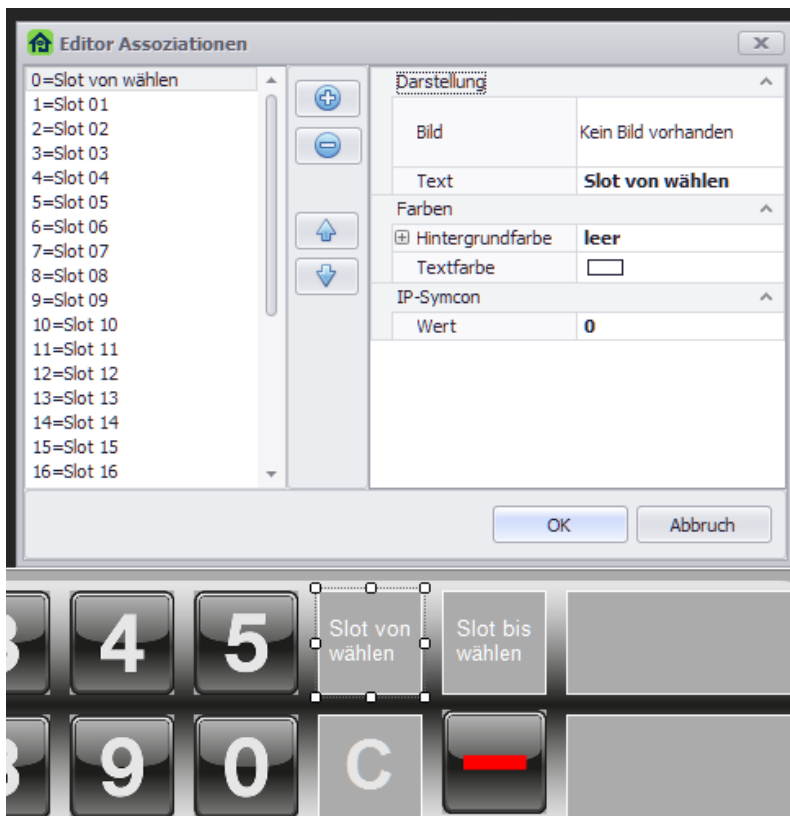 Editor Assoziationen
0=Slot von wählen
1=Slot 01
2=Slot 02
3=Slot 03
4=Slot 04
5=Slot 05
6=Slot 06
7=Slot 07
8=Slot 08
9=Slot 09
10=Slot 10
11=Slot 11
12=Slot 12
13=Slot 13
14=Slot 14
15=Slot 15
16=Slot 16
Darstellung
Bild Kein Bild vorhanden
Text Slot von wählen
Farben
Hintergrundfarbe leer
Textfarbe
IP-Symcon
Wert 0
OK Abbruch
4 5 Slot von wählen Slot bis wählen
9 0 C